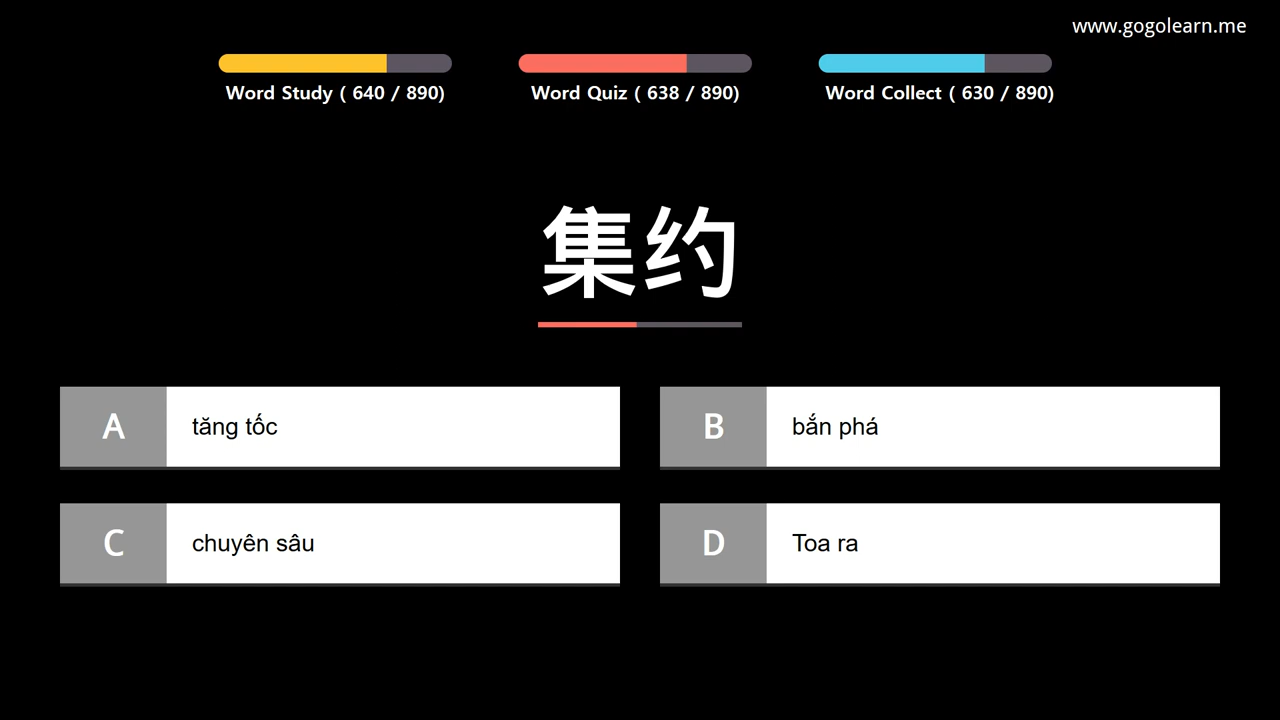 www.gogolearn.me
Word Study ( 640 / 890)
Word Quiz ( 638 / 890)
Word Collect ( 630 / 890)
集约
A
tăng tốc
B
bắn phá
C
chuyên sâu
D
Toa ra